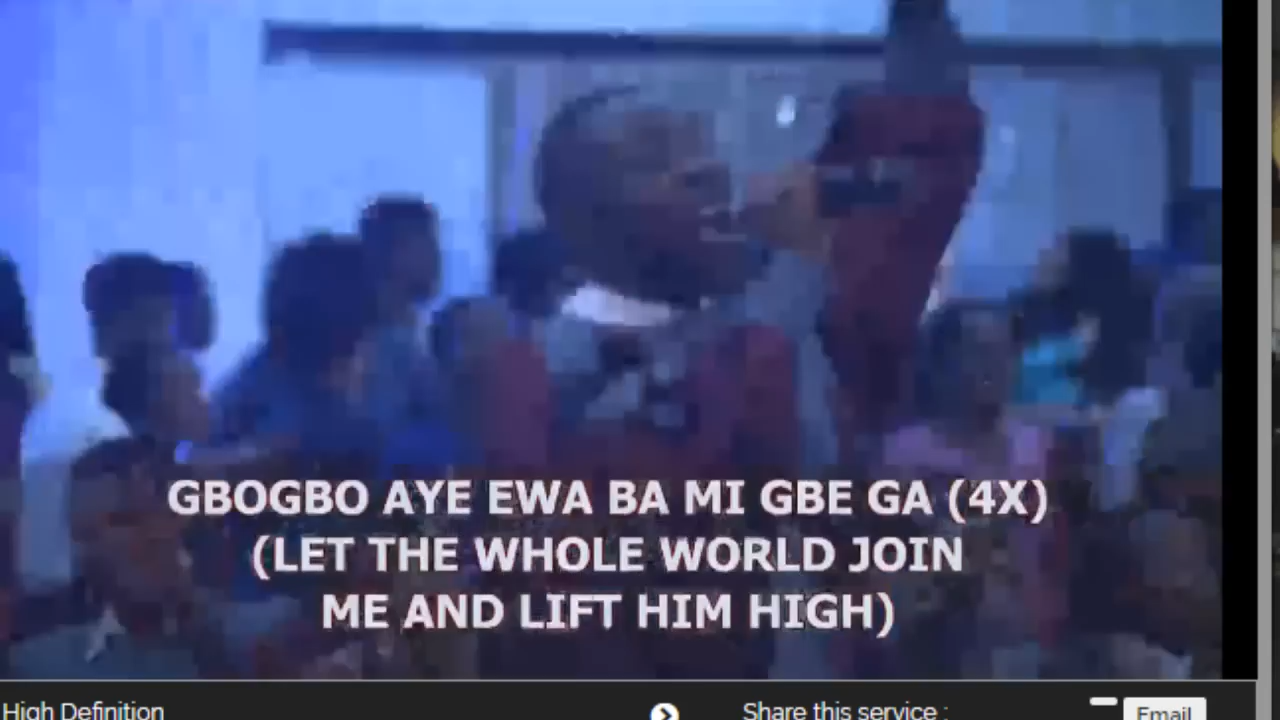 GBOGBO AYE EWA BA MI GBE GA (4X)
(LET THE WHOLE WORLD JOIN
ME AND LIFT HIM HIGH)
High Definition
Share this service :
Email